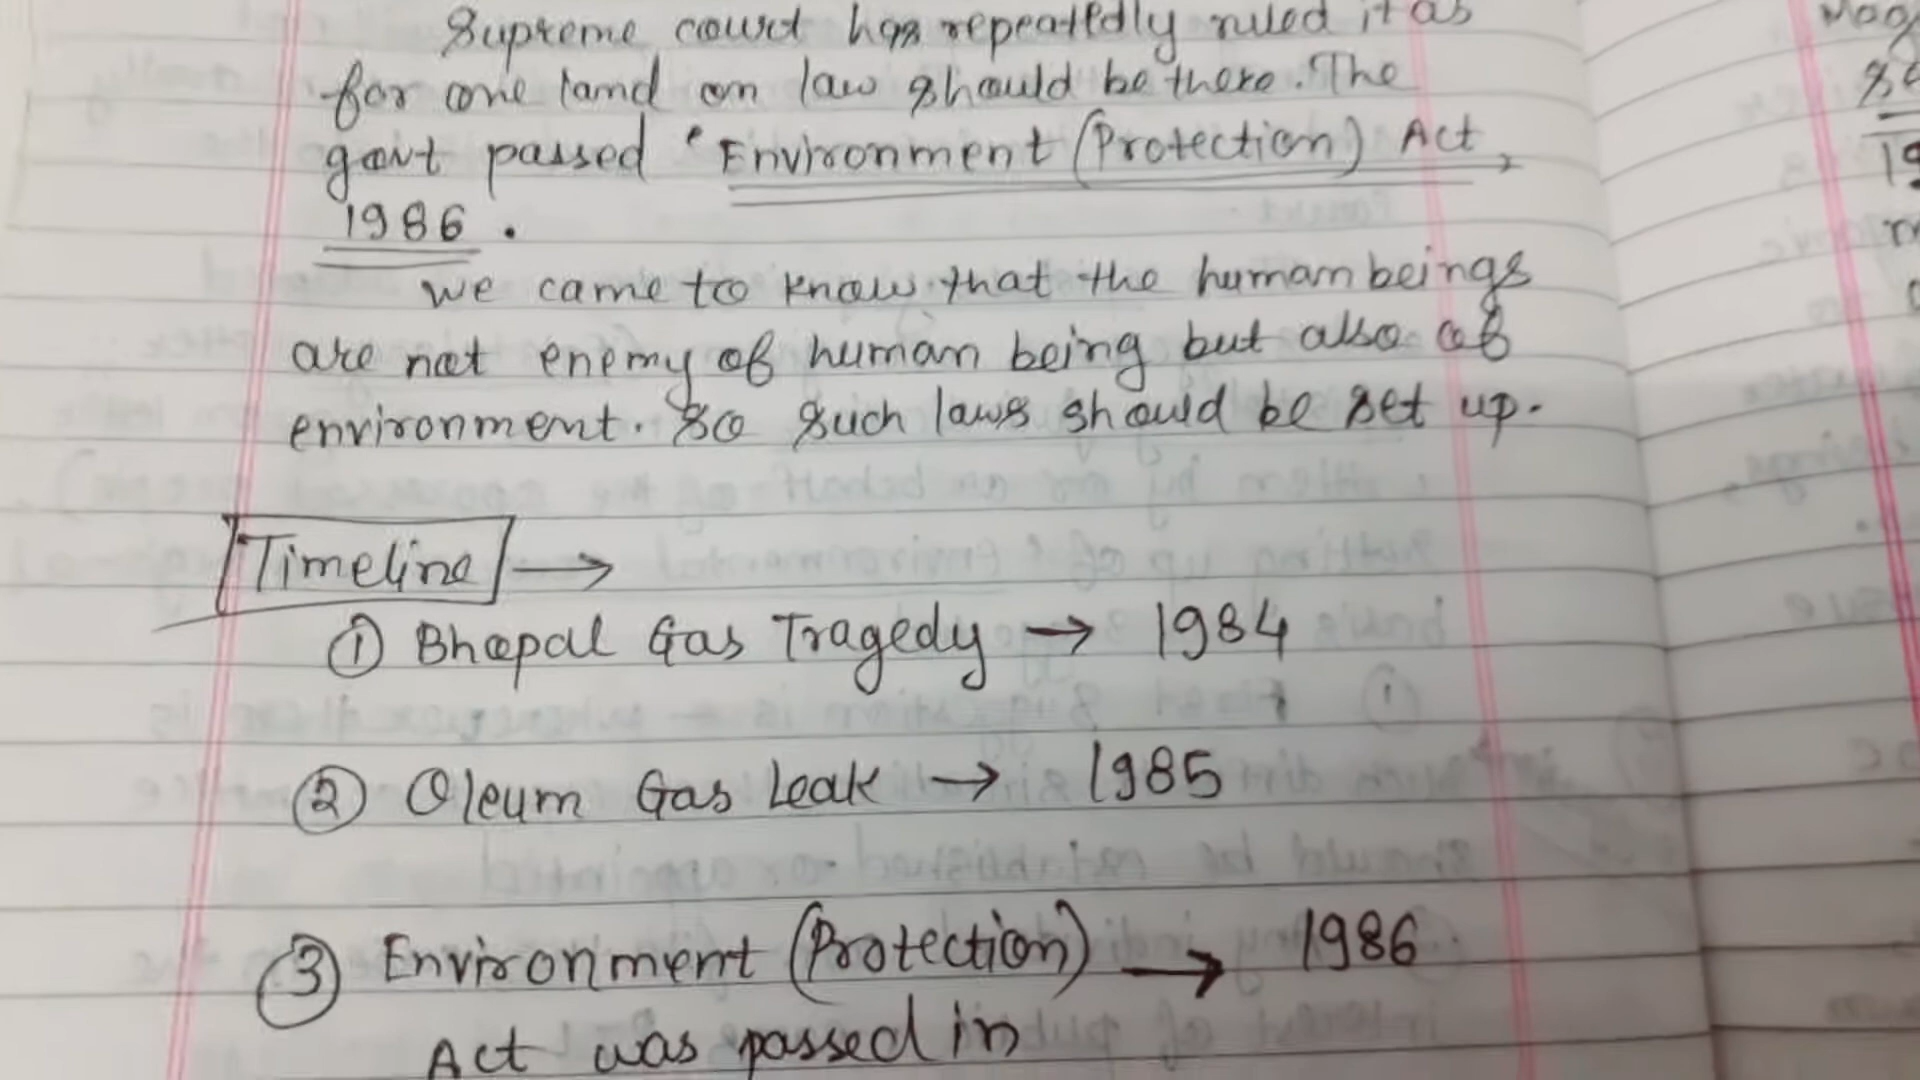 Supreme court has repeatedly ruled it as
for one land on law should be there. The
govt passed 'Environment (Protection) Act,
1986.
We came to know that the human beings
are not enemy of human being but also of
environment. So such laws should be set up.
Timeline →
① Bhopal Gas Tragedy → 1984
② Oleum Gas Leak → 1985
③ Environment (Protection) → 1986
Act was passed in